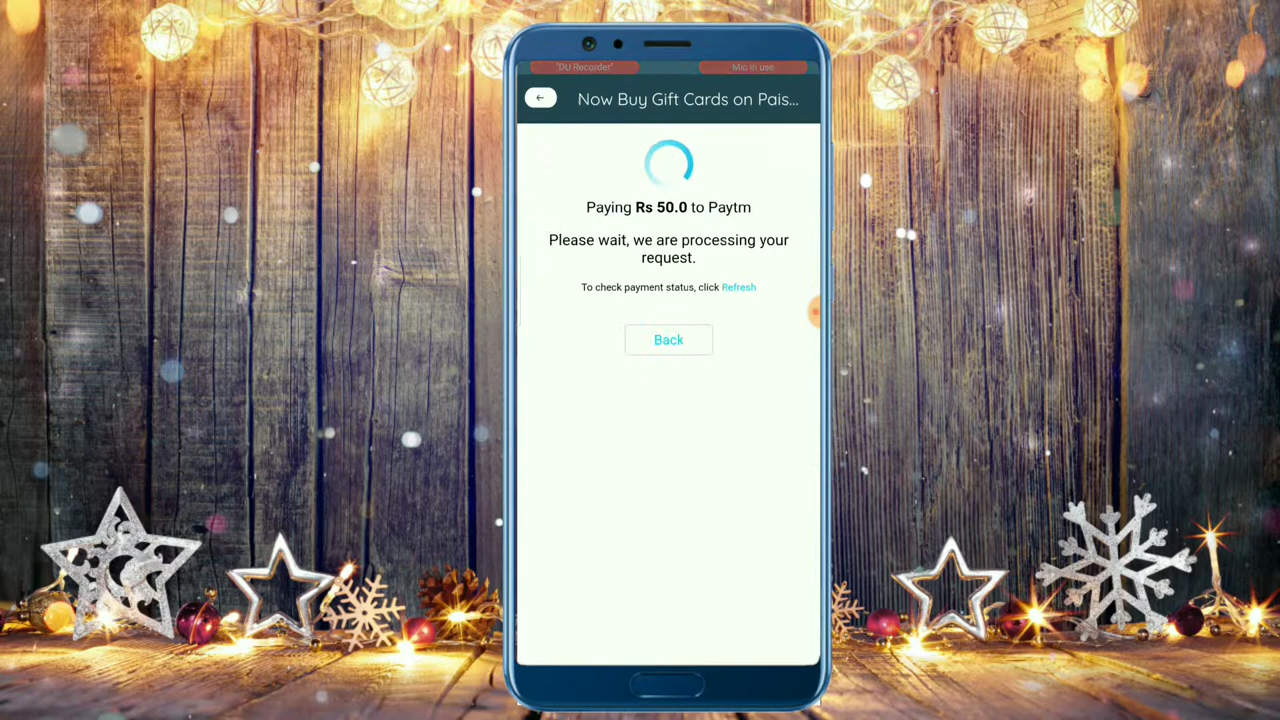 "DU Recorder" Mic in use
Now Buy Gift Cards on Pais...
Paying Rs 50.0 to Paytm
Please wait, we are processing your
request.
To check payment status, click Refresh
Back